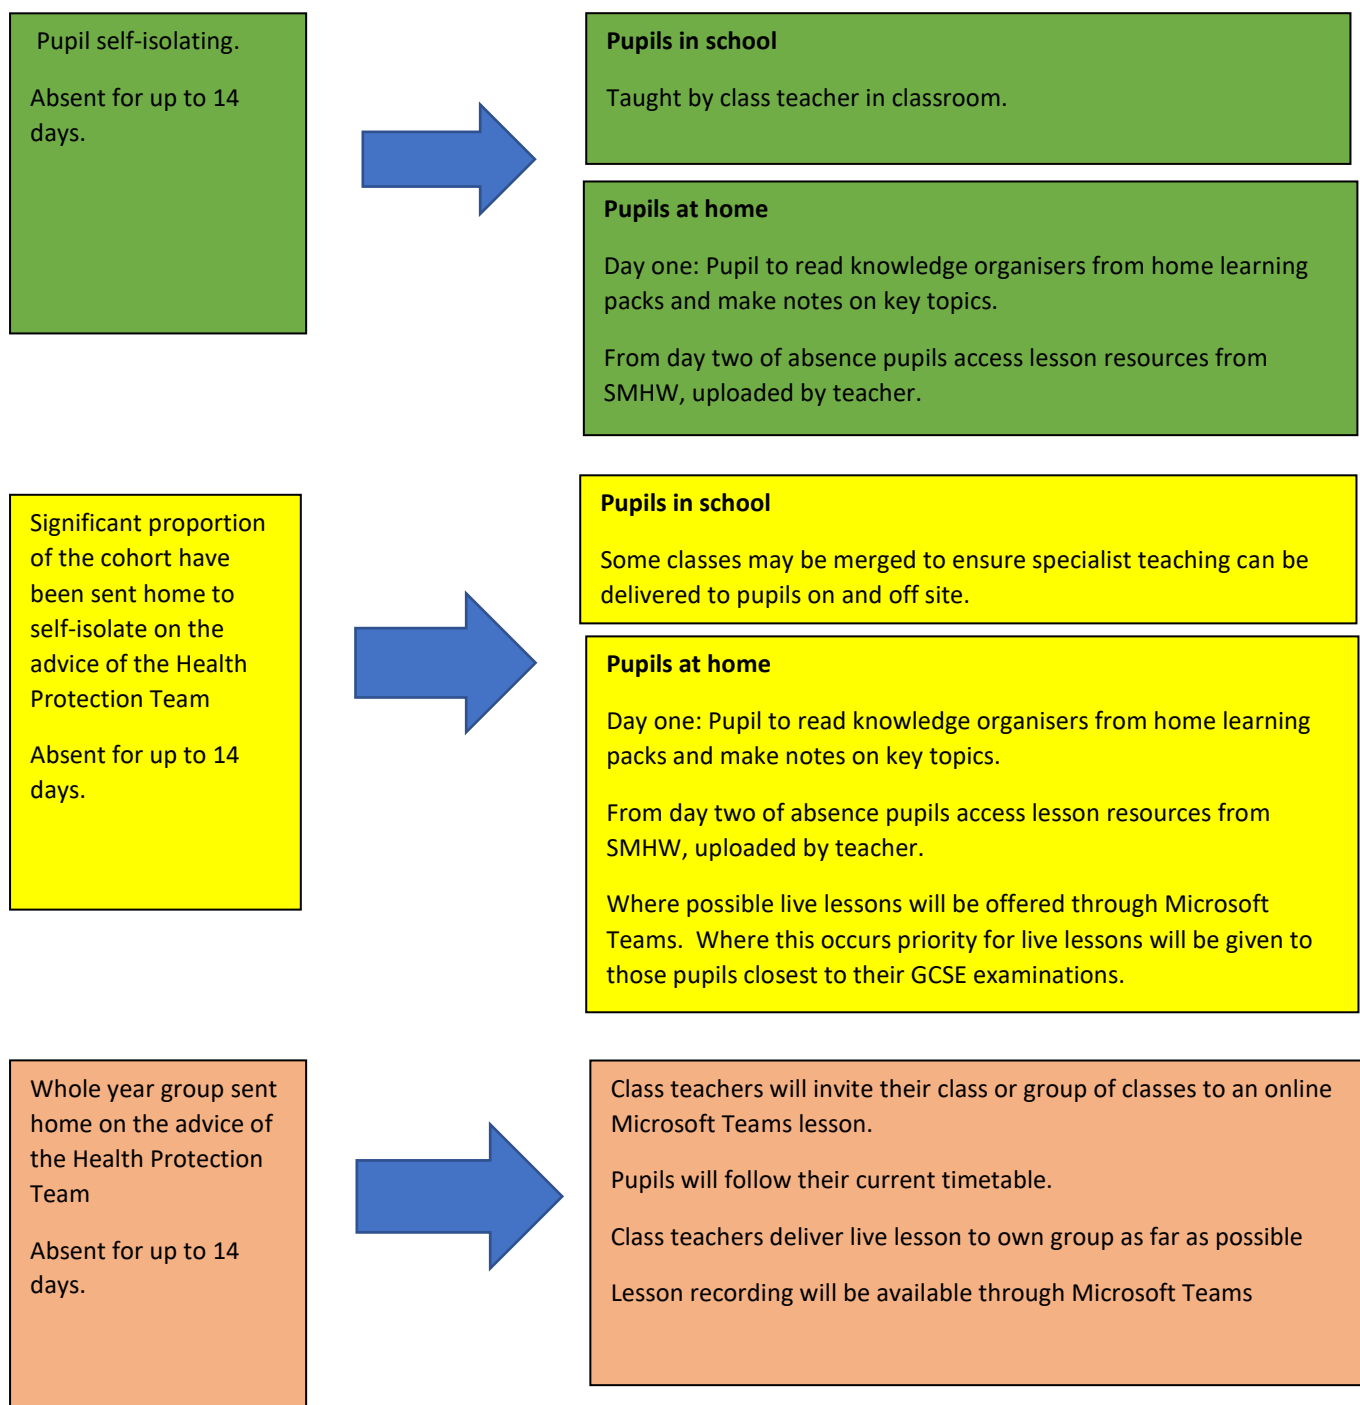 Pupil self-isolating.
Absent for up to 14
days.
Pupils in school
Taught by class teacher in classroom.
Pupils at home
Day one: Pupil to read knowledge organisers from home learning
packs and make notes on key topics.
From day two of absence pupils access lesson resources from
SMHW, uploaded by teacher.
Significant proportion
of the cohort have
been sent home to
self-isolate on the
advice of the Health
Protection Team
Absent for up to 14
days.
Pupils in school
Some classes may be merged to ensure specialist teaching can be
delivered to pupils on and off site.
Pupils at home
Day one: Pupil to read knowledge organisers from home learning
packs and make notes on key topics.
From day two of absence pupils access lesson resources from
SMHW, uploaded by teacher.
Where possible live lessons will be offered through Microsoft
Teams.  Where this occurs priority for live lessons will be given to
those pupils closest to their GCSE examinations.
Whole year group sent
home on the advice of
the Health Protection
Team
Absent for up to 14
days.
Class teachers will invite their class or group of classes to an online
Microsoft Teams lesson.
Pupils will follow their current timetable.
Class teachers deliver live lesson to own group as far as possible
Lesson recording will be available through Microsoft Teams